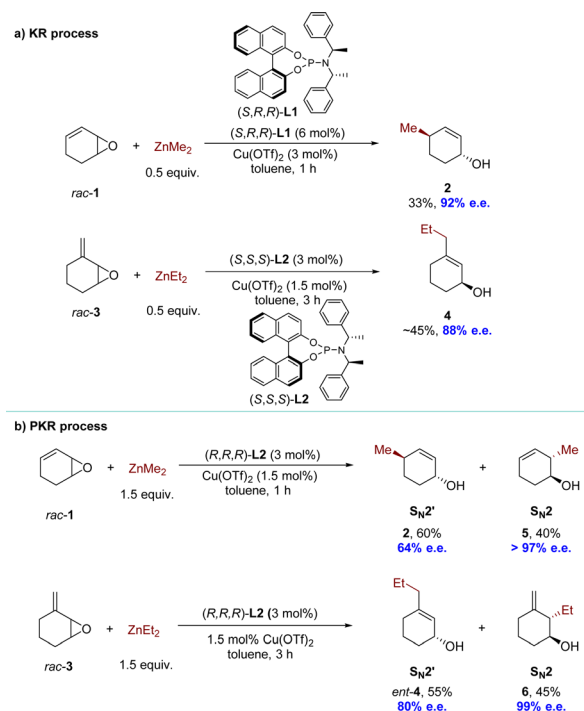 a) KR process
O
P
N
O
(S,R,R)-L1
O
rac-1
+
ZnMe2
0.5 equiv.
(S,R,R)-L1 (6 mol%)
Cu(OTf)2 (3 mol%)
toluene, 1 h
Me
OH
2
33%, 92% e.e.
O
rac-3
+
ZnEt2
0.5 equiv.
(S,S,S)-L2 (3 mol%)
Cu(OTf)2 (1.5 mol%)
toluene, 3 h
Et
OH
4
~45%, 88% e.e.
O
P
N
O
(S,S,S)-L2
b) PKR process
O
rac-1
+
ZnMe2
1.5 equiv.
(R,R,R)-L2 (3 mol%)
Cu(OTf)2 (1.5 mol%)
toluene, 1 h
Me
OH
SN2'
2, 60%
64% e.e.
+
Me
OH
SN2
5, 40%
> 97% e.e.
O
rac-3
+
ZnEt2
1.5 equiv.
(R,R,R)-L2 (3 mol%)
1.5 mol% Cu(OTf)2
toluene, 3 h
Et
OH
SN2'
ent-4, 55%
80% e.e.
+
Et
OH
SN2
6, 45%
99% e.e.